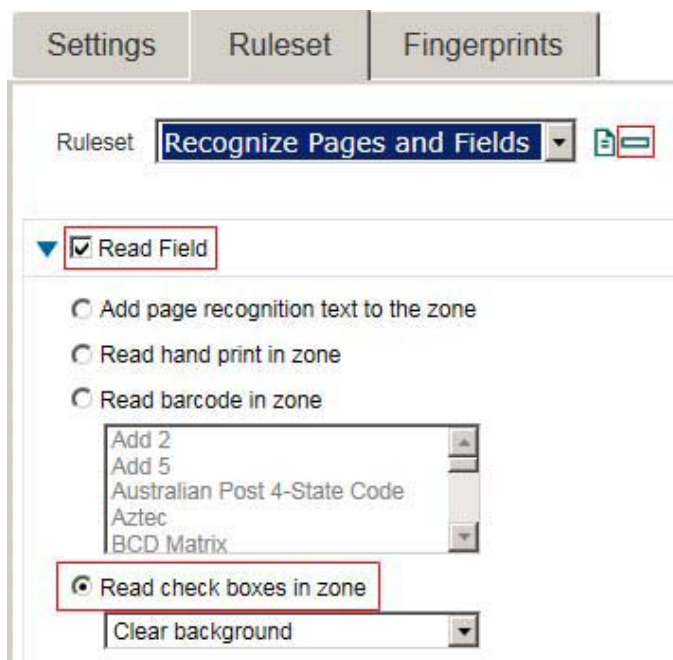 Settings Ruleset Fingerprints
Ruleset Recognize Pages and Fields
Read Field
Add page recognition text to the zone
Read hand print in zone
Read barcode in zone
Add 2
Add 5
Australian Post 4-State Code
Aztec
BCD Matrix
Read check boxes in zone
Clear background